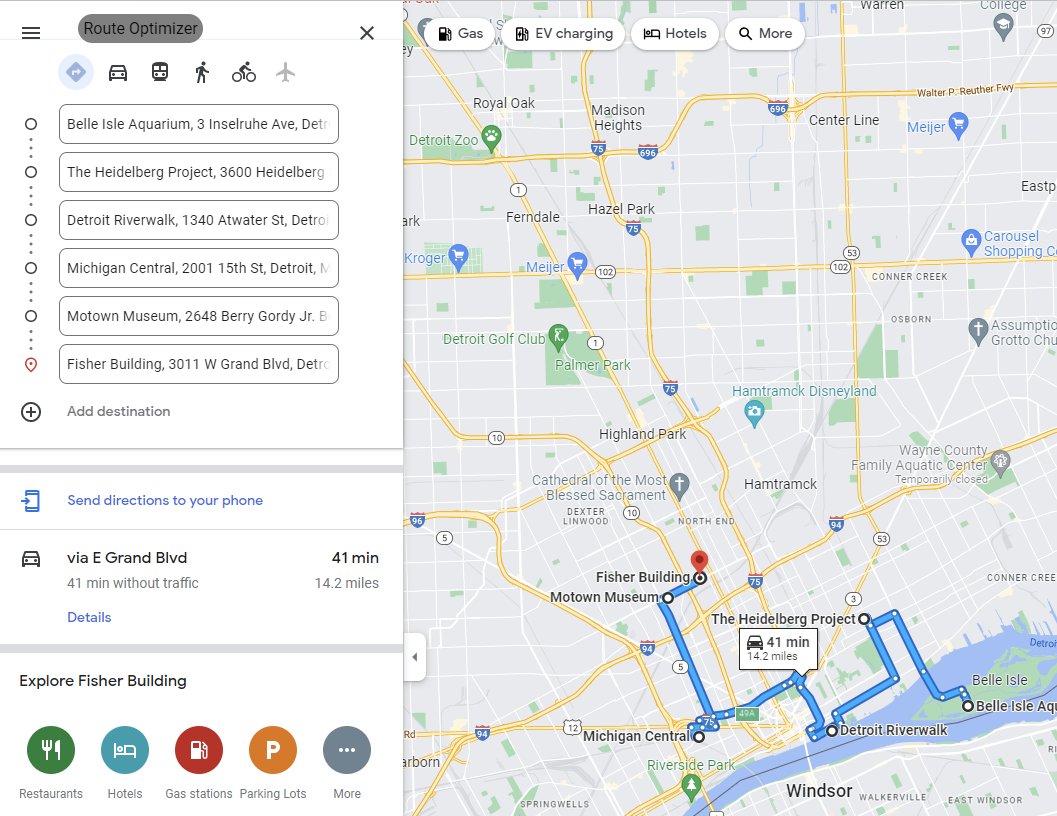 Route Optimizer
Belle Isle Aquarium, 3 Inselruhe Ave, Detr
The Heidelberg Project, 3600 Heidelberg
Detroit Riverwalk, 1340 Atwater St, Detroi
Michigan Central, 2001 15th St, Detroit, M
Motown Museum, 2648 Berry Gordy Jr. B
Fisher Building, 3011 W Grand Blvd, Detro
Add destination
Send directions to your phone
via E Grand Blvd
41 min
41 min without traffic
14.2 miles
Details
Explore Fisher Building
P
Restaurants
Hotels
Gas stations
Parking Lots
More
Gas
EV charging
Hotels
More
Warren
College
97
Royal Oak
Madison
Heights
696
Walter P. Reuther Fwy
Center Line
Meijer
Detroit Zoo
75
696
1
Eastp
ark
Ferndale
Hazel Park
75
Kroger
Meijer
102
53
102
Carousel
Shopping Ce
CONNER CREEK
OSBORN
Assumptio
Grotto Chu
Detroit Golf Club
1
Palmer Park
75
Hamtramck Disneyland
10
Highland Park
Wayne County
Family Aquatic Center
Temporarily closed
Cathedral of the Most
Blessed Sacrament
Hamtramck
DEXTER
LINWOOD
10
NORTH END
96
5
94
53
Fisher Building
75
CONNER CREE
Motown Museum
3
The Heidelberg Project
41 min
14.2 miles
94
5
Detroi
Belle Isle
Belle Isle Aqu
49A
75
12
94
Rd
Michigan Central
Detroit Riverwalk
arborn
Riverside Park
Windsor
WALKERVILLE
EAST WINDSOR
SPRINGWELLS
RI